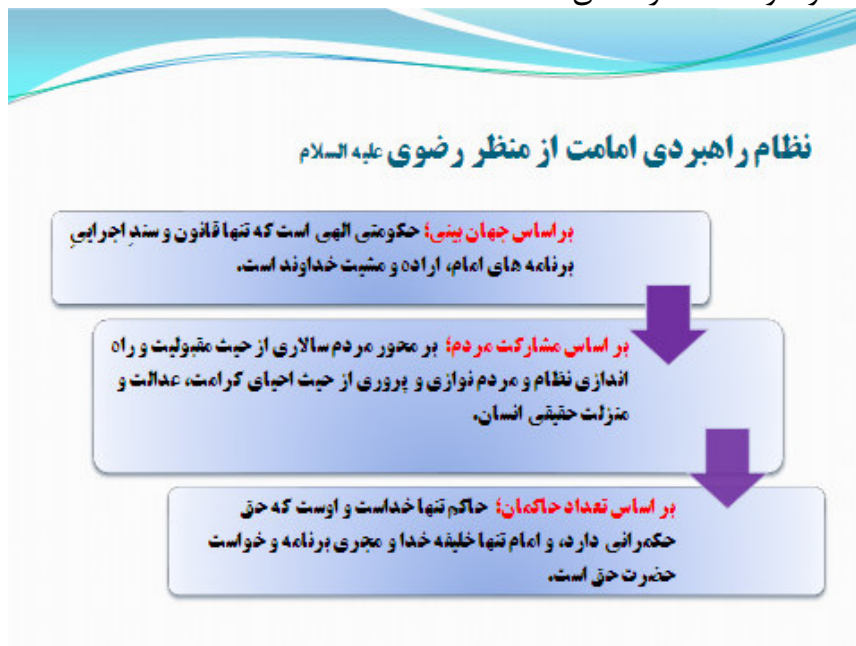 نظام راهبردی امامت از منظر رضوی علیه السلام
بر اساس جهان بینی؛ حکومتی الهی است که تنها قانون و سندِ اجراییِ
برنامه های امام، اراده و مشیت خداوند است.
بر اساس مشارکت مردم؛ بر محور مردم سالاری از حیث مقبولیت و راه
اندازی نظام و مردم نوازی و پروری از حیث احیای کرامت، عدالت و
منزلت حقیقی انسان.
بر اساس تعداد حاکمان؛ حاکم تنها خداست و اوست که حق
حکمرانی دارد، و امام تنها خلیفه خدا و مجری برنامه و خواست
حضرت حق است.